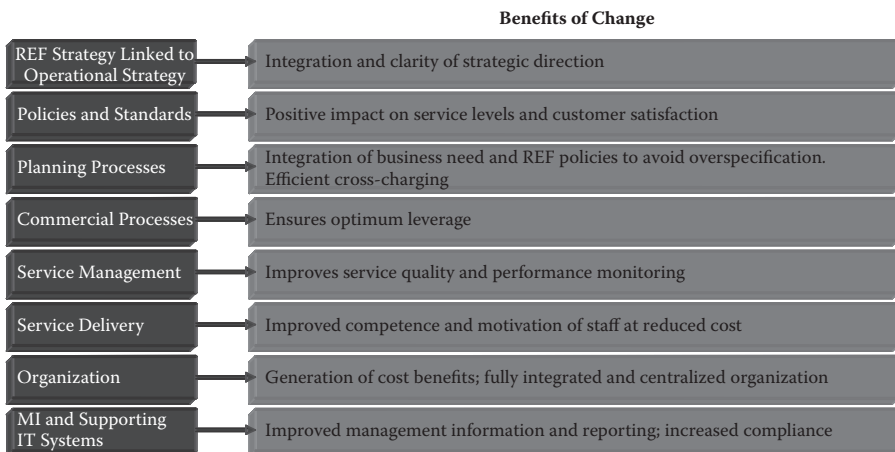 Benefits of Change
REF Strategy Linked to
Operational Strategy
Integration and clarity of strategic direction
Policies and Standards
Positive impact on service levels and customer satisfaction
Planning Processes
Integration of business need and REF policies to avoid overspecification.
Efficient cross-charging
Commercial Processes
Ensures optimum leverage
Service Management
Improves service quality and performance monitoring
Service Delivery
Improved competence and motivation of staff at reduced cost
Organization
Generation of cost benefits; fully integrated and centralized organization
MI and Supporting
IT Systems
Improved management information and reporting; increased compliance